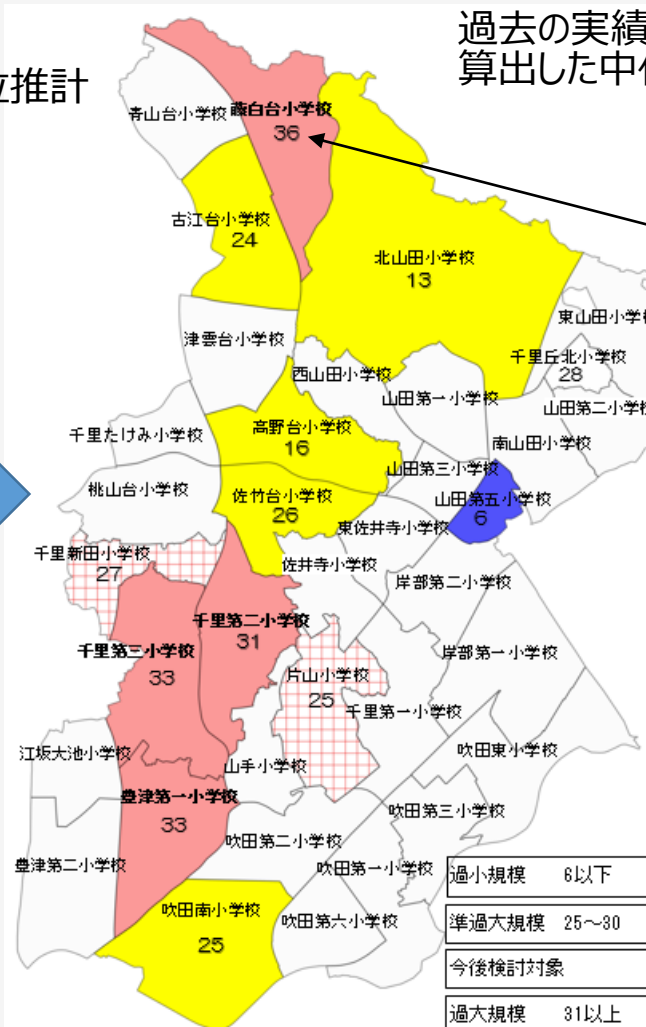 過去の実績
算出した中
位推計
青山台小学校
藤白台小学校
36
古江台小学校
24
北山田小学校
13
東山田小学校
津雲台小学校
西山田小学校
千里丘北小学校
28
山田第一小学校
山田第二小学校
千里たけみ小学校
高野台小学校
16
南山田小学校
山田第三小学校
桃山台小学校
佐竹台小学校
26
山田第五小学校
6
東佐井寺小学校
千里新田小学校
27
佐井寺小学校
岸部第二小学校
千里第二小学校
31
千里第三小学校
33
岸部第一小学校
片山小学校
25
千里第一小学校
江坂大池小学校
山手小学校
吹田東小学校
豊津第一小学校
33
吹田第三小学校
豊津第二小学校
吹田第二小学校
吹田第一小学校
吹田南小学校
25
吹田第六小学校
過小規模 6以下
準過大規模 25～30
今後検討対象
過大規模 31以上